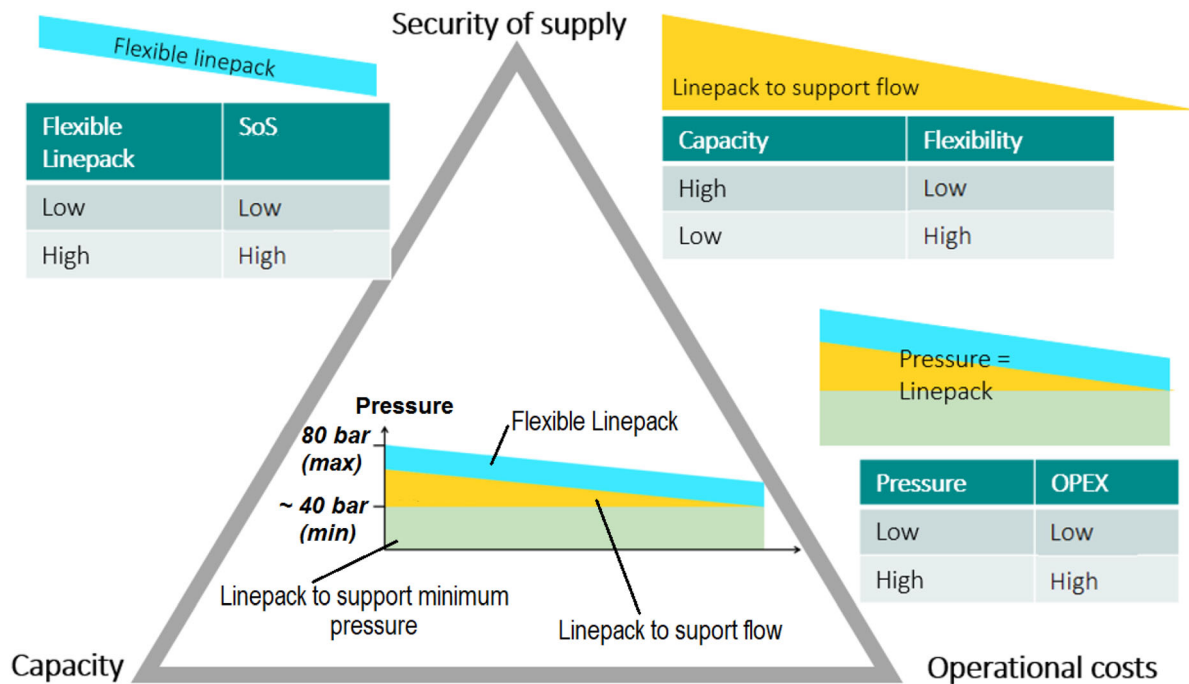 Security of supply
Flexible linepack
Flexible
Linepack
SoS
Low
Low
High
High
Linepack to support flow
Capacity
Flexibility
High
Low
Low
High
Pressure =
Linepack
Pressure
OPEX
Low
Low
High
High
Pressure
80 bar
(max)
~ 40 bar
(min)
Flexible Linepack
Linepack to support minimum
pressure
Linepack to suport flow
Capacity
Operational costs